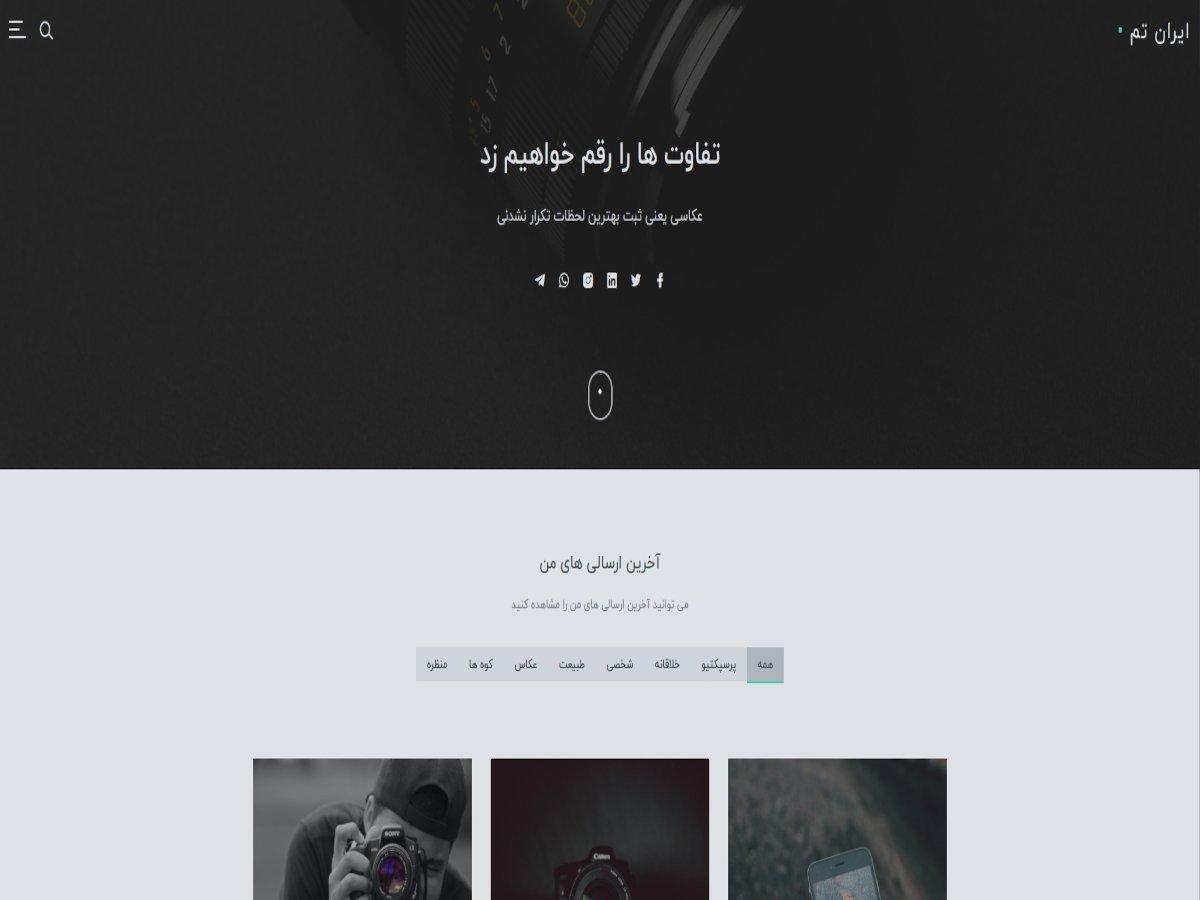 ایران تم
تفاوت ها را رقم خواهیم زد
عکاسی یعنی ثبت بهترین لحظات تکرار نشدنی
آخرین ارسالی های من
می توانید آخرین ارسالی های من را مشاهده کنید
همه پرسپکتیو خلاقانه شخصی طبیعت عکاس کوه ها منظره
SONY
Canon